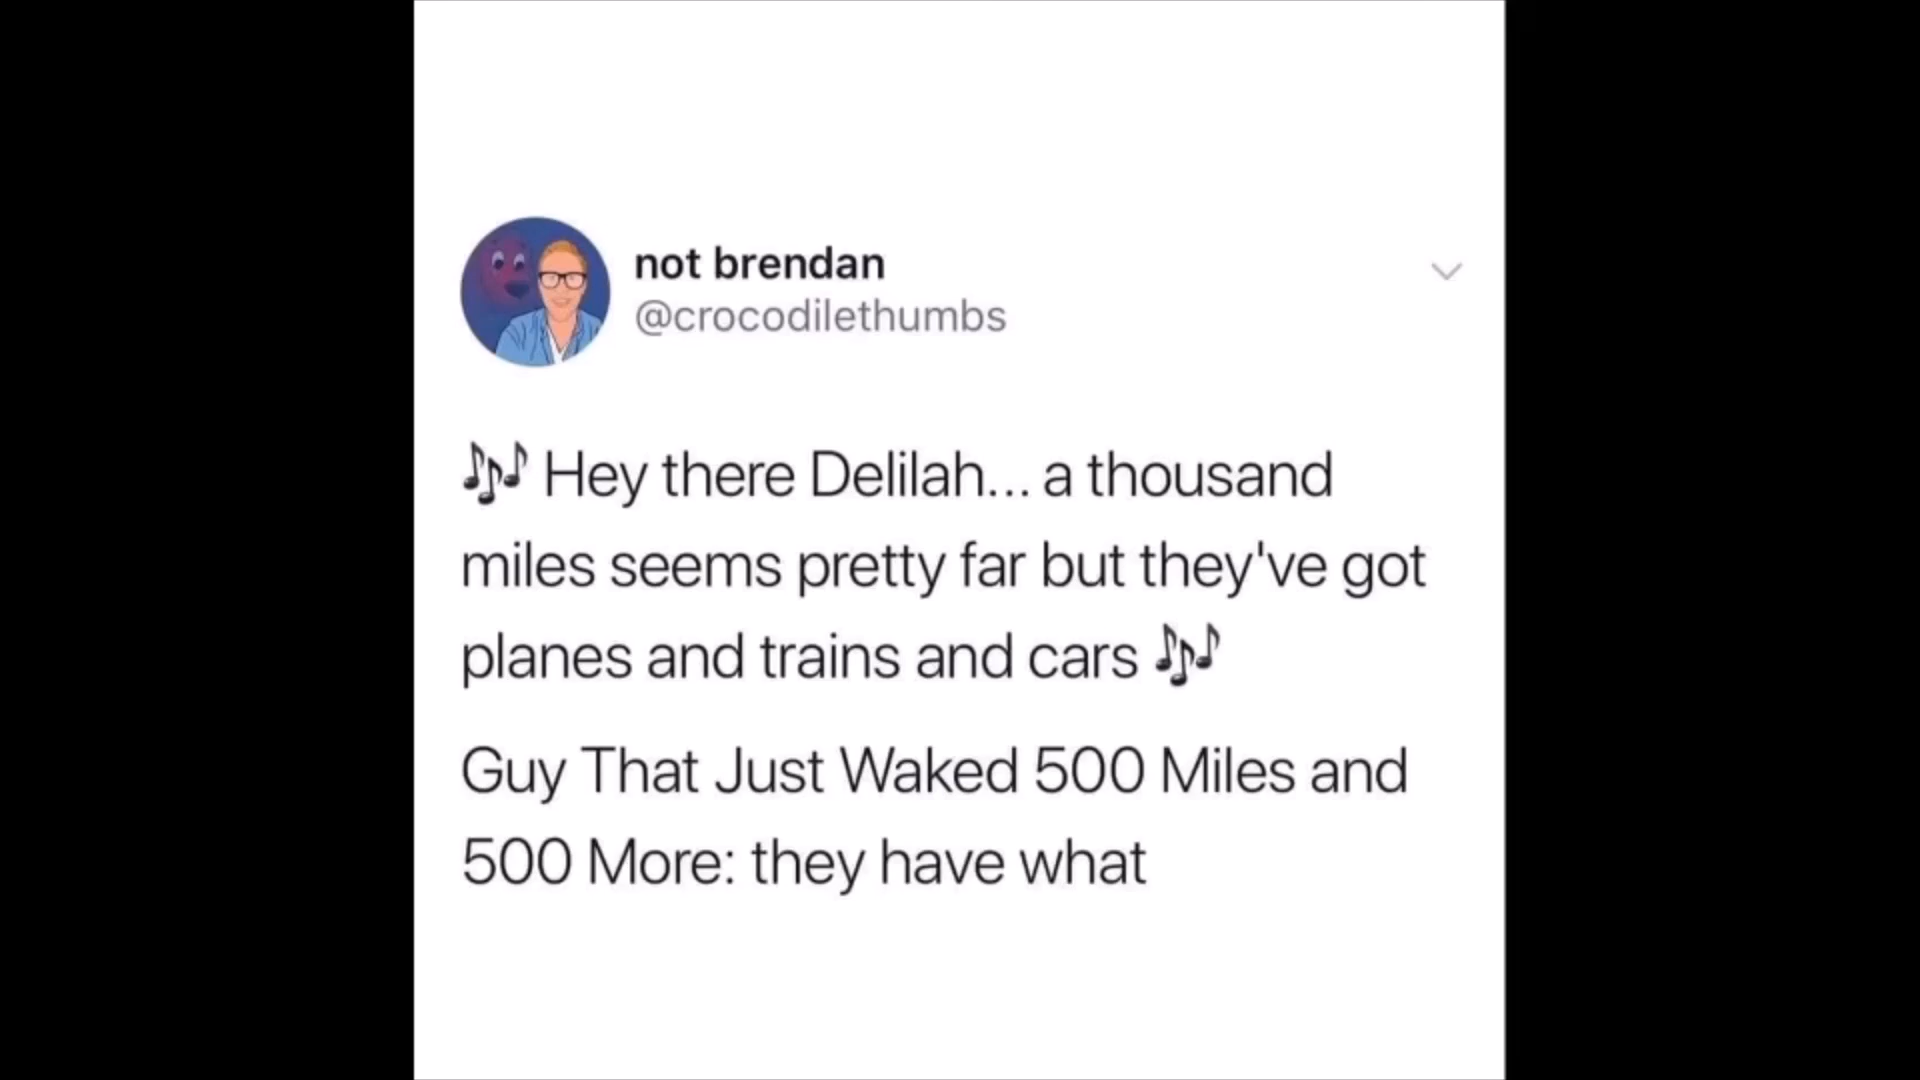 not brendan
@crocodilethumbs
🎶 Hey there Delilah... a thousand
miles seems pretty far but they've got
planes and trains and cars 🎶
Guy That Just Waked 500 Miles and
500 More: they have what